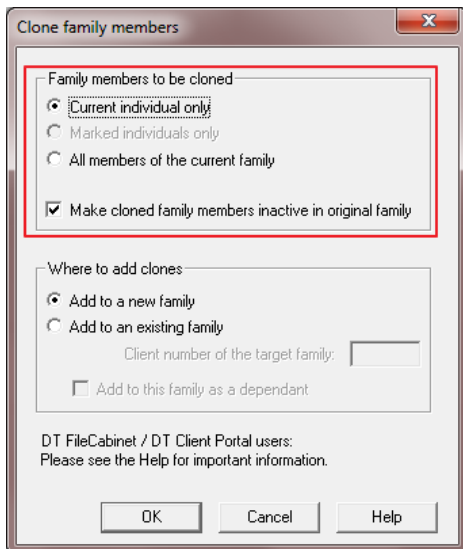 Clone family members
Family members to be cloned
Current individual only
Marked individuals only
All members of the current family
Make cloned family members inactive in original family
Where to add clones
Add to a new family
Add to an existing family
Client number of the target family:
Add to this family as a dependant
DT FileCabinet / DT Client Portal users:
Please see the Help for important information.
OK
Cancel
Help